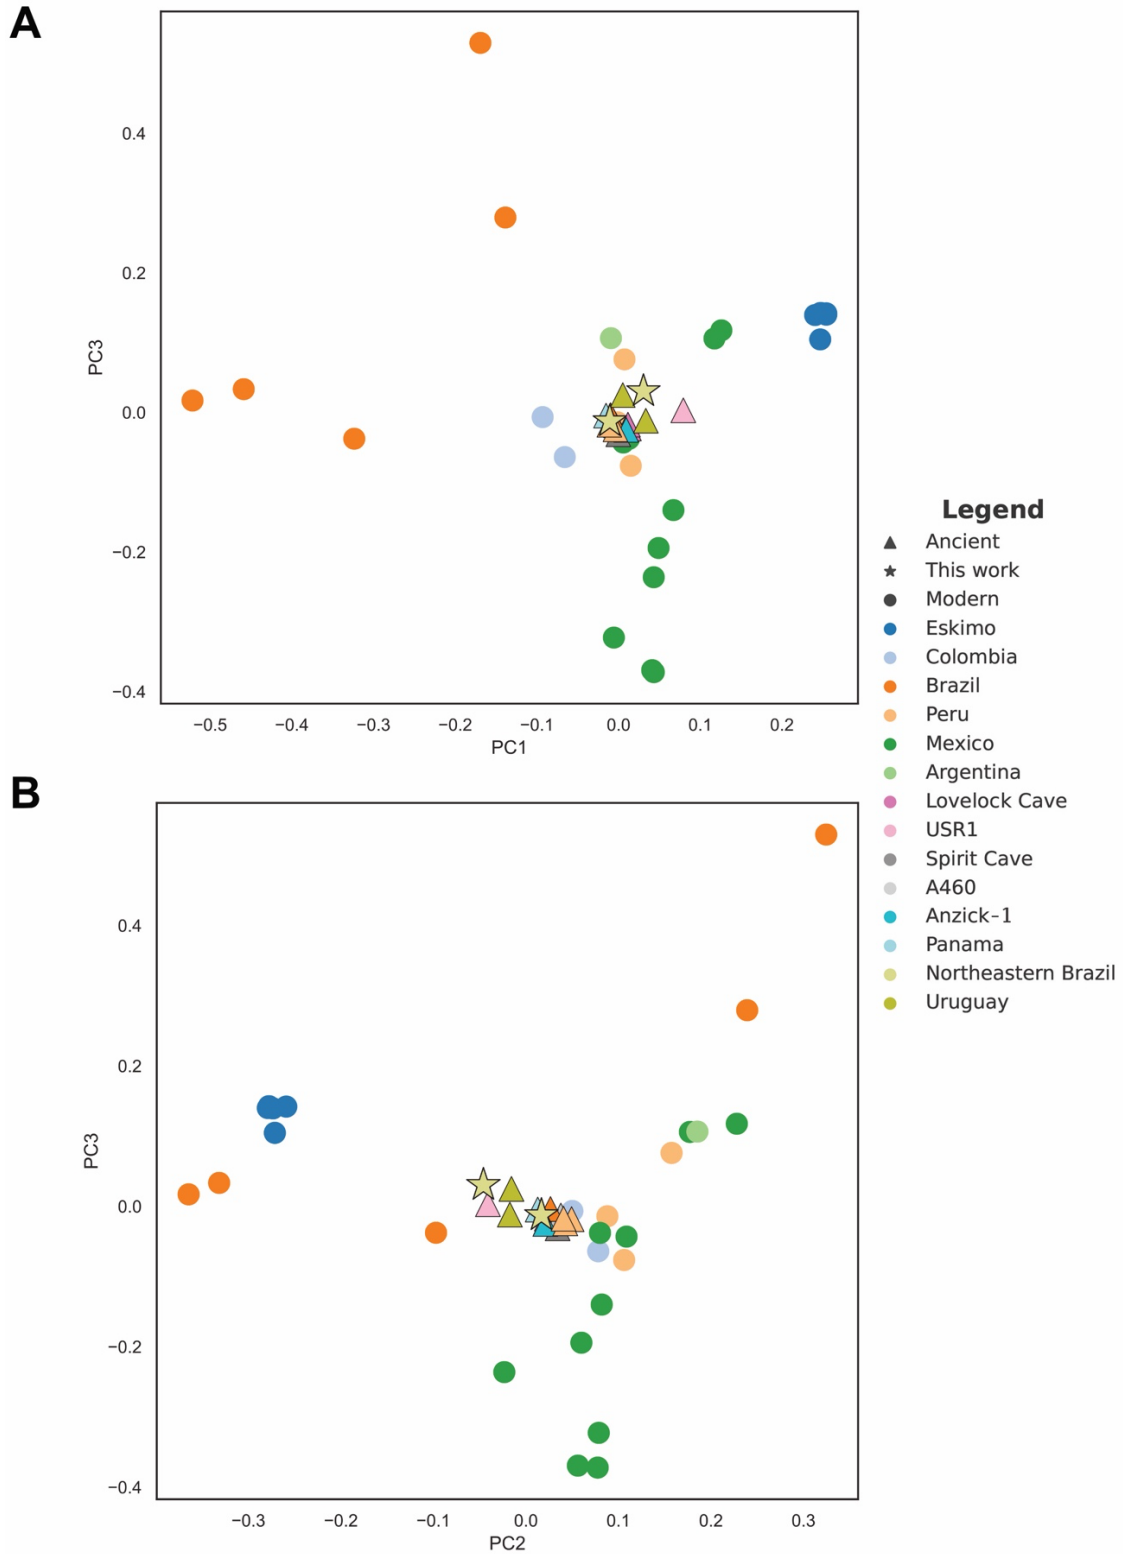 A
0.4
0.2
0.0
−0.2
−0.4
PC3
−0.5
−0.4
−0.3
−0.2
−0.1
0.0
0.1
0.2
PC1
Legend
Ancient
This work
Modern
Eskimo
Colombia
Brazil
Peru
Mexico
Argentina
Lovelock Cave
USR1
Spirit Cave
A460
Anzick-1
Panama
Northeastern Brazil
Uruguay
B
0.4
0.2
0.0
−0.2
−0.4
PC3
−0.3
−0.2
−0.1
0.0
0.1
0.2
0.3
PC2